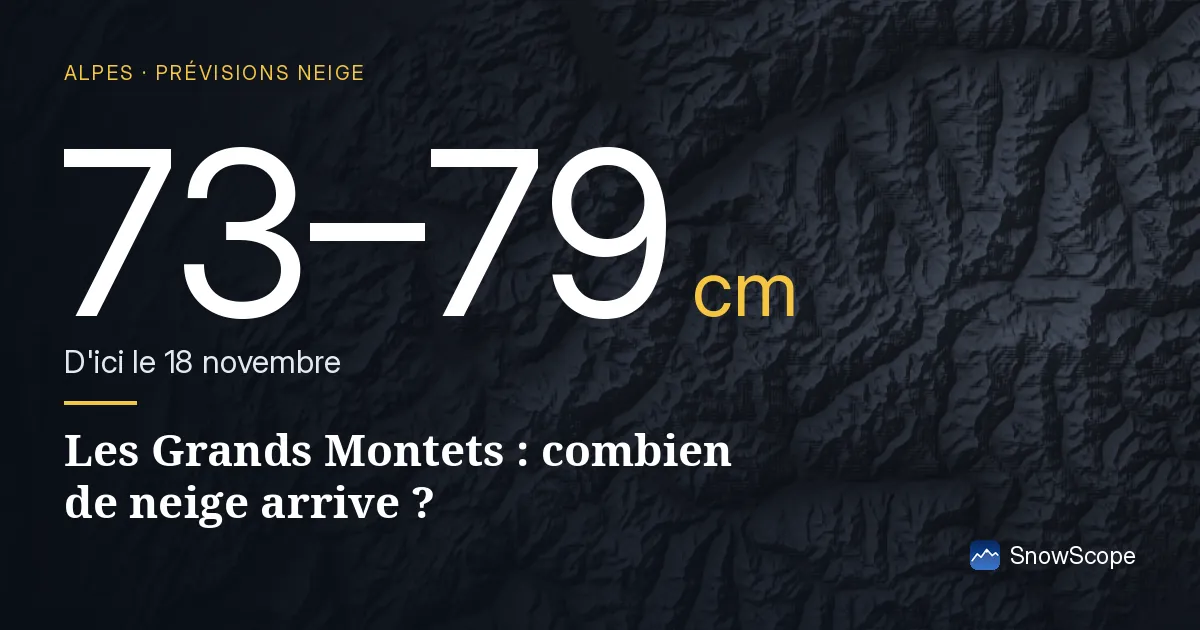 ALPES · PRÉVISIONS NEIGE
73–79 cm
D'ici le 18 novembre
Les Grands Montets : combien
de neige arrive ?
SnowScope